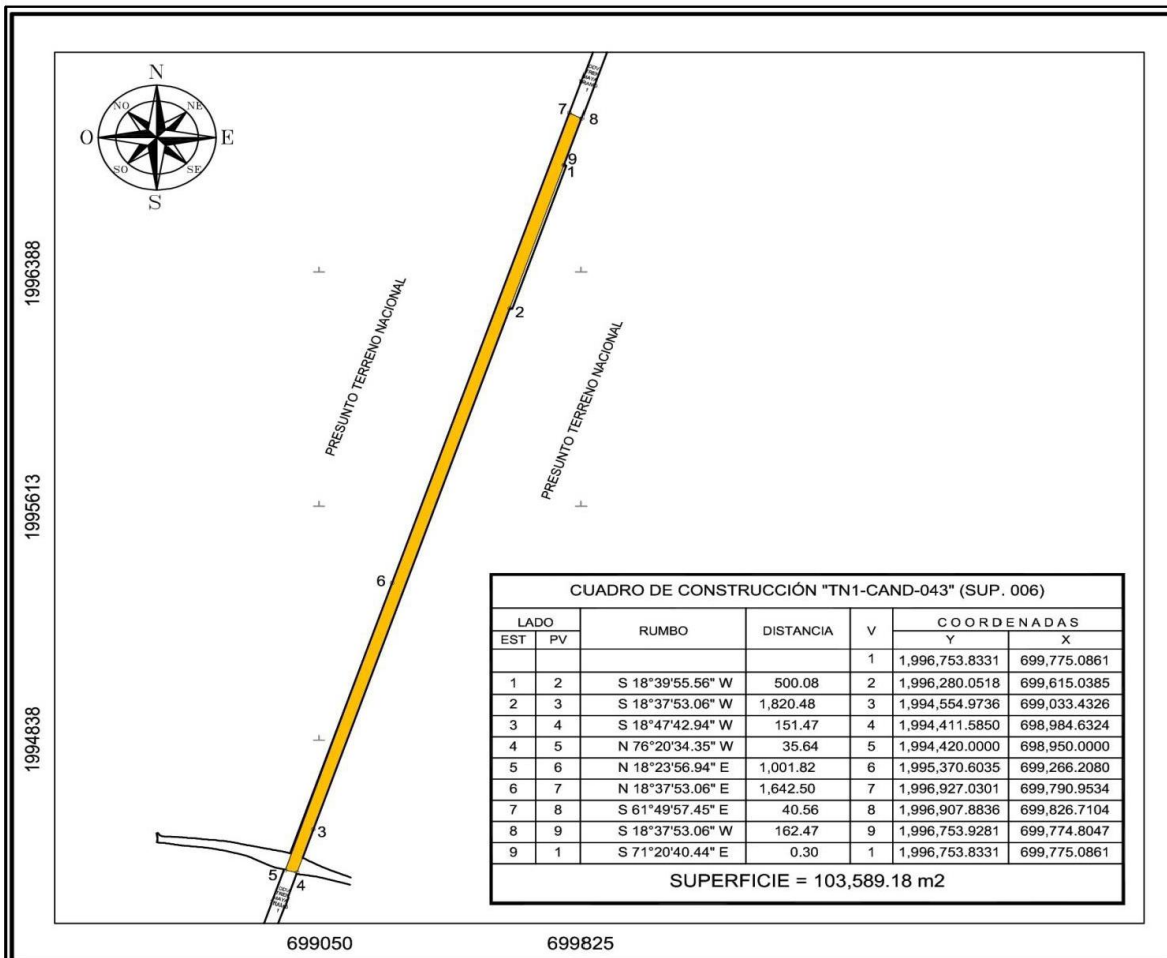 N
NO NE
O E
SO SE
S
DDV
TREN
MAYA
TRAMO
1
7 8
9
1
1996388
2
PRESUNTO TERRENO NACIONAL
PRESUNTO TERRENO NACIONAL
1995613
6
1994838
3
5 4
DDV
TREN
MAYA
TRAMO
1
CUADRO DE CONSTRUCCIÓN "TN1-CAND-043" (SUP. 006)
LADO RUMBO DISTANCIA V COORDENADAS
EST PV Y X
1 1,996,753.8331 699,775.0861
1 2 S 18°39'55.56" W 500.08 2 1,996,280.0518 699,615.0385
2 3 S 18°37'53.06" W 1,820.48 3 1,994,554.9736 699,033.4326
3 4 S 18°47'42.94" W 151.47 4 1,994,411.5850 698,984.6324
4 5 N 76°20'34.35" W 35.64 5 1,994,420.0000 698,950.0000
5 6 N 18°23'56.94" E 1,001.82 6 1,995,370.6035 699,266.2080
6 7 N 18°37'53.06" E 1,642.50 7 1,996,927.0301 699,790.9534
7 8 S 61°49'57.45" E 40.56 8 1,996,907.8836 699,826.7104
8 9 S 18°37'53.06" W 162.47 9 1,996,753.9281 699,774.8047
9 1 S 71°20'40.44" E 0.30 1 1,996,753.8331 699,775.0861
SUPERFICIE = 103,589.18 m2
699050 699825